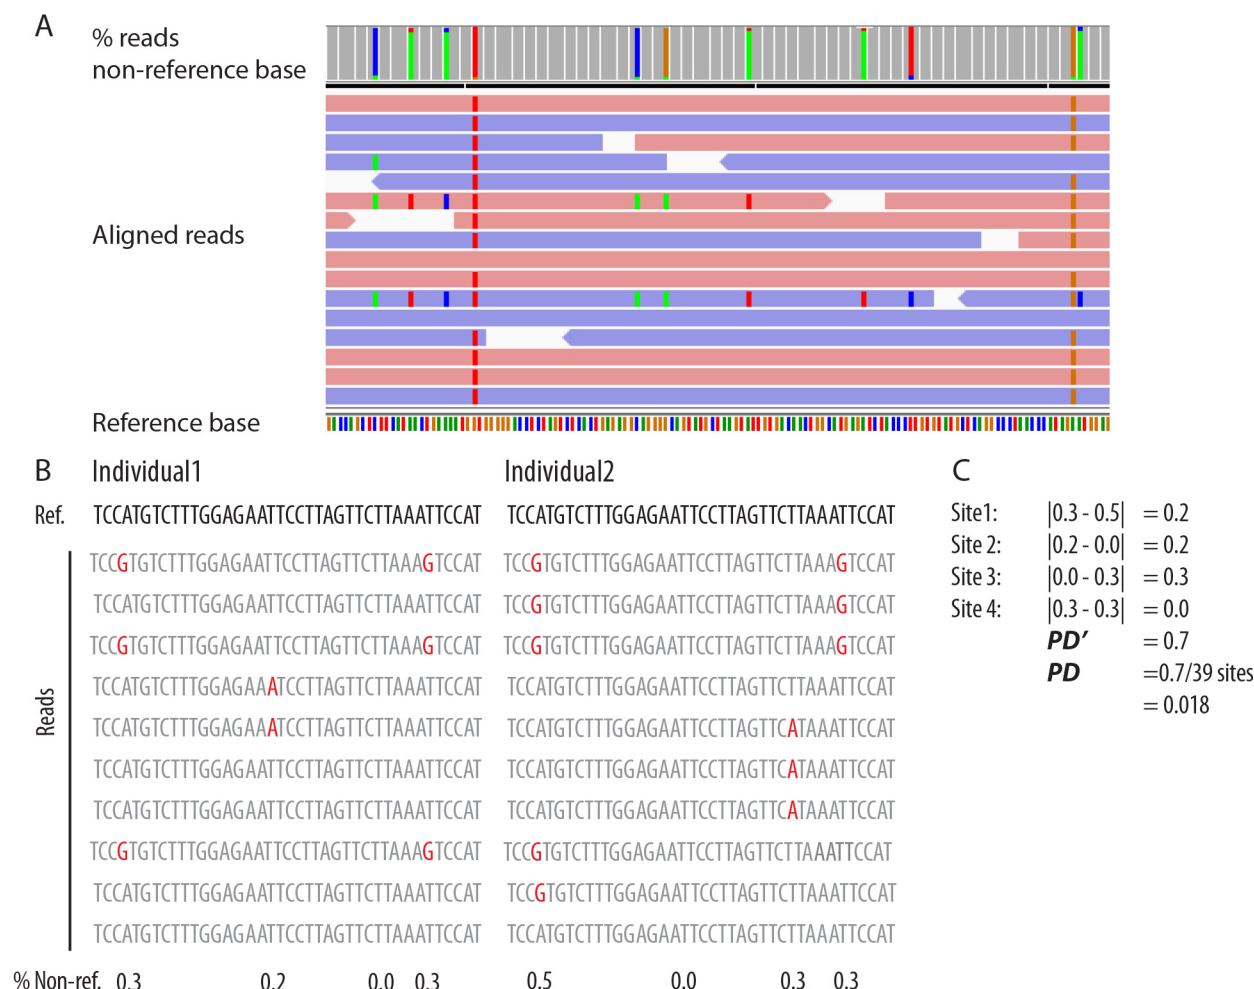 A
% reads
non-reference base
Aligned reads
Reference base
B
Individual1
Individual2
Ref.
TCCATGTCTTTGGAGAATTCCTTAGTTCTTAAATTCCAT
TCCATGTCTTTGGAGAATTCCTTAGTTCTTAAATTCCAT
Reads
TCCGTGTCTTTGGAGAATTCCTTAGTTCTTAAAGTCCAT
TCCATGTCTTTGGAGAATTCCTTAGTTCTTAAATTCCAT
TCCGTGTCTTTGGAGAATTCCTTAGTTCTTAAAGTCCAT
TCCATGTCTTTGGAGAAATCCTTAGTTCTTAAATTCCAT
TCCATGTCTTTGGAGAAATCCTTAGTTCTTAAATTCCAT
TCCATGTCTTTGGAGAATTCCTTAGTTCTTAAATTCCAT
TCCATGTCTTTGGAGAATTCCTTAGTTCTTAAATTCCAT
TCCGTGTCTTTGGAGAATTCCTTAGTTCTTAAAGTCCAT
TCCATGTCTTTGGAGAATTCCTTAGTTCTTAAATTCCAT
TCCATGTCTTTGGAGAATTCCTTAGTTCTTAAATTCCAT
TCCGTGTCTTTGGAGAATTCCTTAGTTCTTAAAGTCCAT
TCCGTGTCTTTGGAGAATTCCTTAGTTCTTAAAGTCCAT
TCCGTGTCTTTGGAGAATTCCTTAGTTCTTAAAGTCCAT
TCCATGTCTTTGGAGAATTCCTTAGTTCTTAAATTCCAT
TCCATGTCTTTGGAGAATTCCTTAGTTCATAAATTCCAT
TCCATGTCTTTGGAGAATTCCTTAGTTCATAAATTCCAT
TCCATGTCTTTGGAGAATTCCTTAGTTCATAAATTCCAT
TCCGTGTCTTTGGAGAATTCCTTAGTTCTTAAATTCCAT
TCCGTGTCTTTGGAGAATTCCTTAGTTCTTAAATTCCAT
TCCATGTCTTTGGAGAATTCCTTAGTTCTTAAATTCCAT
% Non-ref. 0.3 0.2 0.0 0.3
0.5 0.0 0.3 0.3
C
Site1: |0.3 - 0.5| = 0.2
Site 2: |0.2 - 0.0| = 0.2
Site 3: |0.0 - 0.3| = 0.3
Site 4: |0.3 - 0.3| = 0.0
PD’ = 0.7
PD =0.7/39 sites
= 0.018